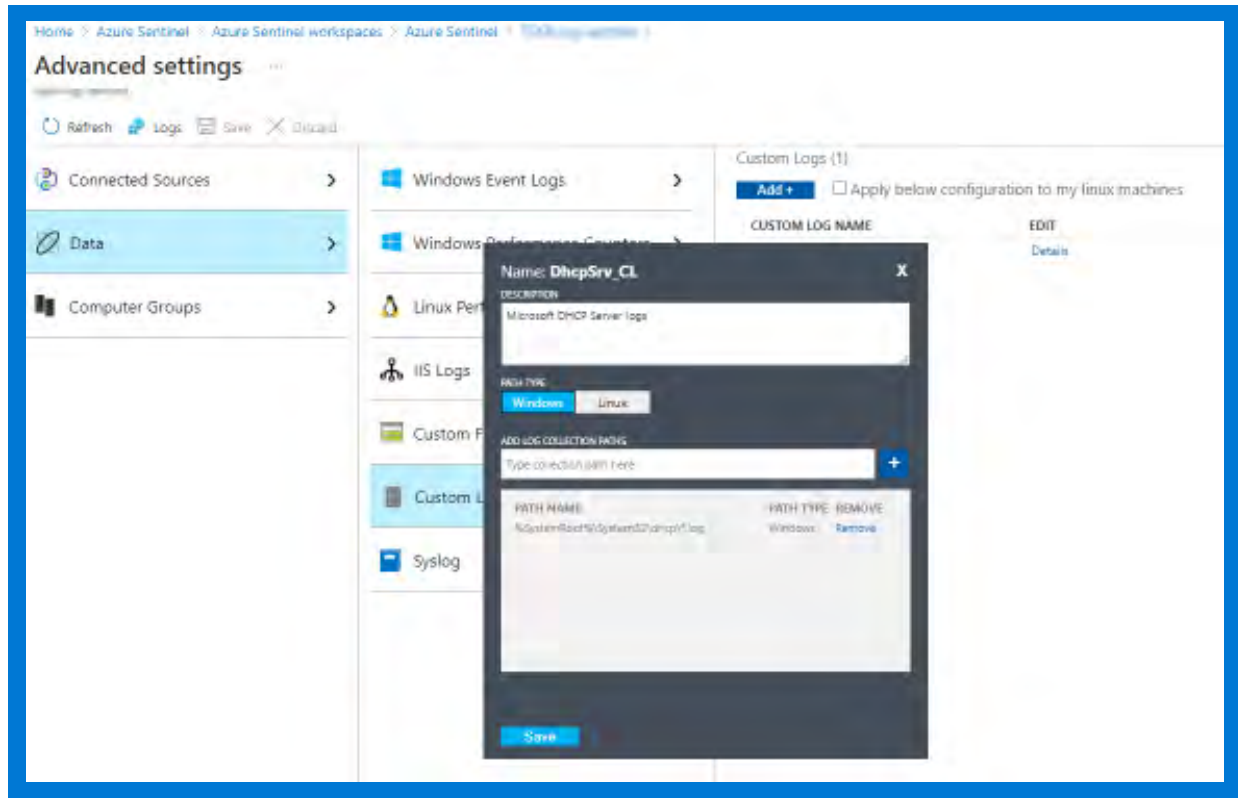 Home > Azure Sentinel > Azure Sentinel workspaces > Azure Sentinel >
Advanced settings ...
Refresh Logs Save Discard
Connected Sources
Data
Computer Groups
Windows Event Logs
Windows Performance Counters
Linux Perf
IIS Logs
Custom F
Custom L
Syslog
Custom Logs (1)
Add + Apply below configuration to my linux machines
CUSTOM LOG NAME EDIT
Details
Name: DhcpSrv_CL X
DESCRIPTION
Microsoft DHCP Server logs
PATH TYPE
Windows Linux
ADD LOG COLLECTION PATHS
Type collection path here +
PATH NAME PATH TYPE REMOVE
%SystemRoot%\System32\dhcp\*.log Windows Remove
Save